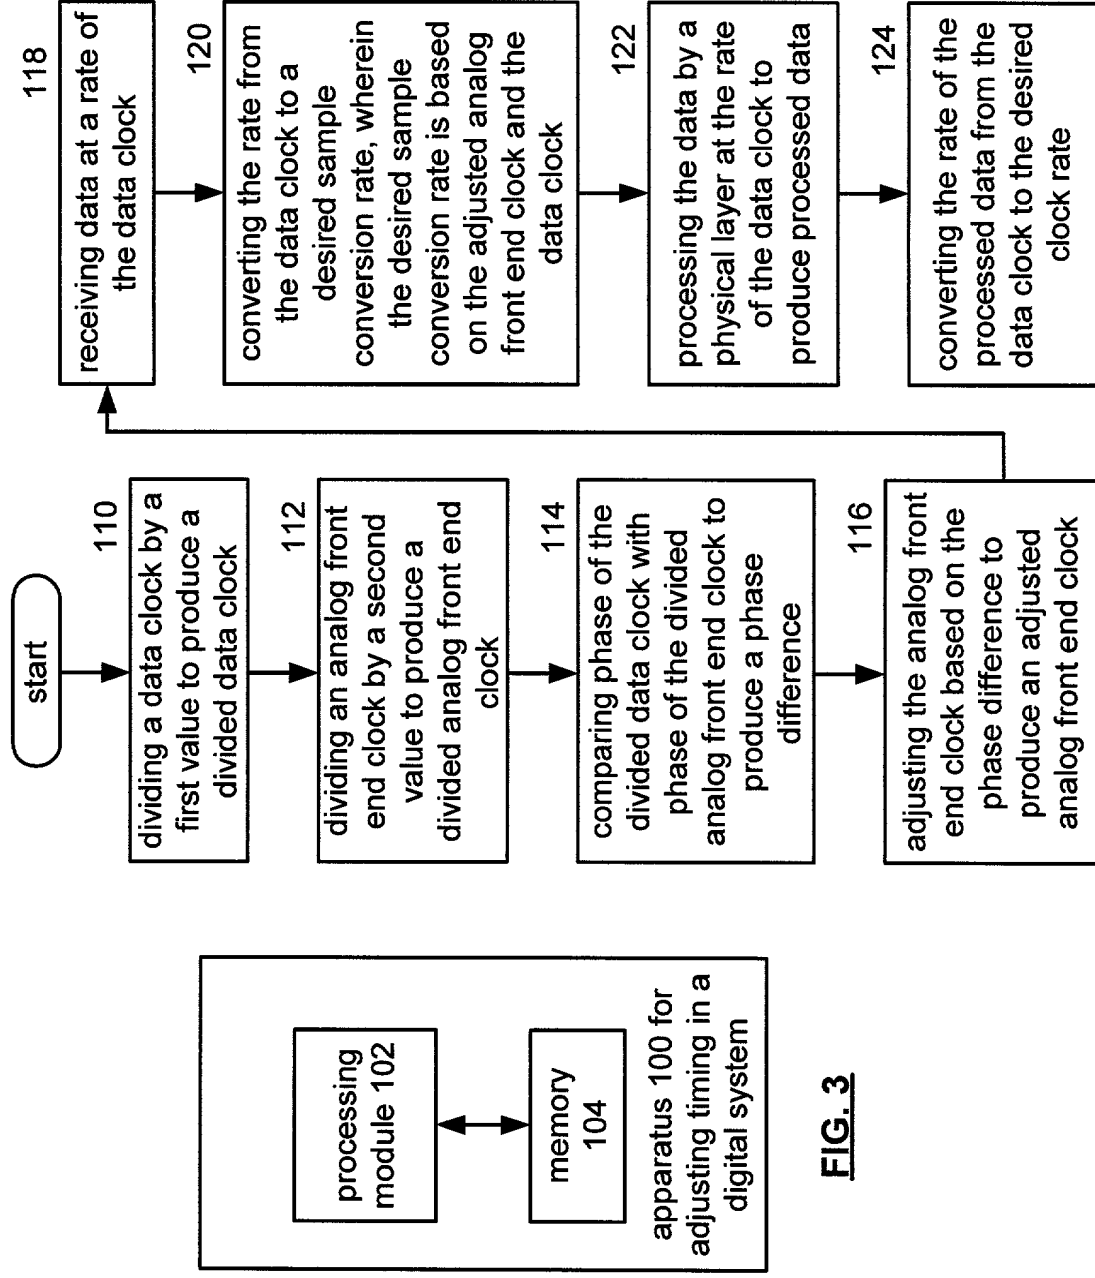 start
110
dividing a data clock by a
first value to produce a
divided data clock
112
dividing an analog front
end clock by a second
value to produce a
divided analog front end
clock
114
comparing phase of the
divided data clock with
phase of the divided
analog front end clock to
produce a phase
difference
116
adjusting the analog front
end clock based on the
phase difference to
produce an adjusted
analog front end clock
118
receiving data at a rate of
the data clock
120
converting the rate from
the data clock to a
desired sample
conversion rate, wherein
the desired sample
conversion rate is based
on the adjusted analog
front end clock and the
data clock
122
processing the data by a
physical layer at the rate
of the data clock to
produce processed data
124
converting the rate of the
processed data from the
data clock to the desired
clock rate
processing
module 102
memory
104
apparatus 100 for
adjusting timing in a
digital system
FIG. 3